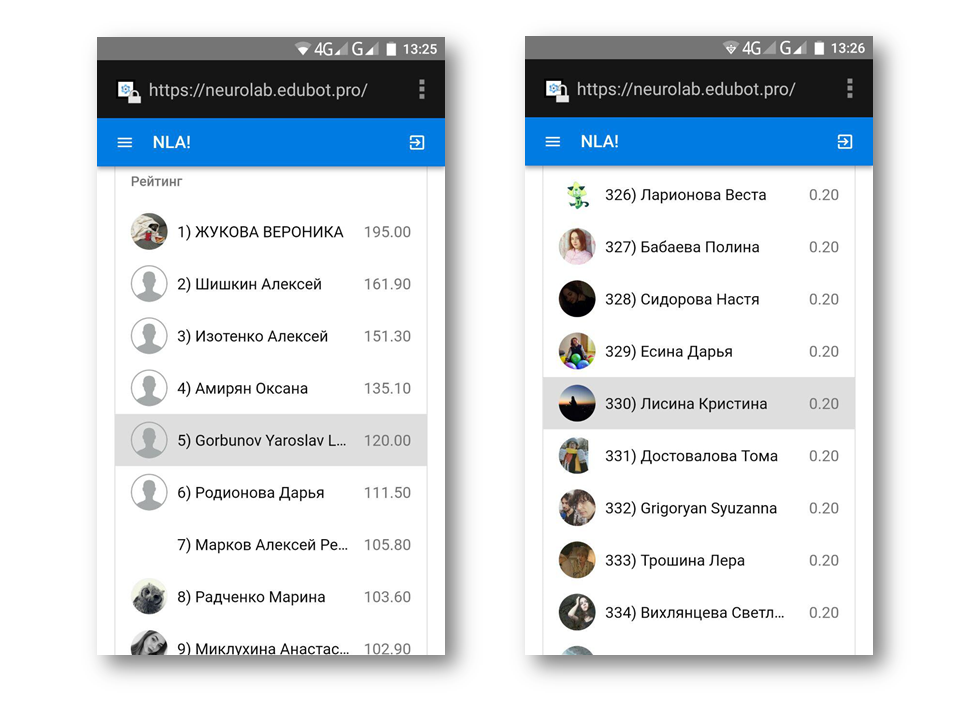 4G G 13:25
https://neurolab.edubot.pro/
NLA!
Рейтинг
1) ЖУКОВА ВЕРОНИКА 195.00
2) Шишкин Алексей 161.90
3) Изотенко Алексей 151.30
4) Амирян Оксана 135.10
5) Gorbunov Yaroslav L... 120.00
6) Родионова Дарья 111.50
7) Марков Алексей Ре... 105.80
8) Радченко Марина 103.60
9) Миклухина Анастас... 102.90
4G G 13:26
https://neurolab.edubot.pro/
NLA!
326) Ларионова Веста 0.20
327) Бабаева Полина 0.20
328) Сидорова Настя 0.20
329) Есина Дарья 0.20
330) Лисина Кристина 0.20
331) Достовалова Тома 0.20
332) Grigoryan Syuzanna 0.20
333) Трошина Лера 0.20
334) Вихлянцева Светл... 0.20